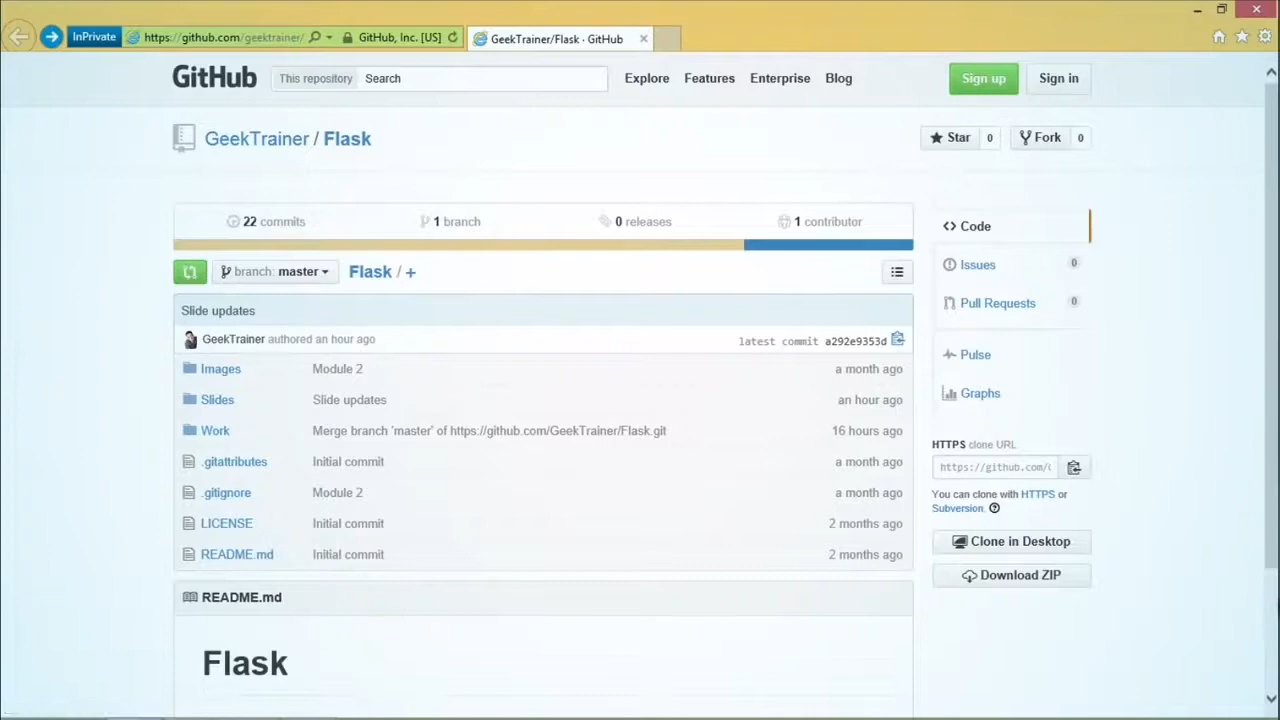 InPrivate https://github.com/geektrainer/ GitHub, Inc. [US] GeekTrainer/Flask · GitHub
GitHub This repository Search Explore Features Enterprise Blog Sign up Sign in
GeekTrainer / Flask Star 0 Fork 0
22 commits 1 branch 0 releases 1 contributor
branch: master Flask / +
Slide updates
GeekTrainer authored an hour ago latest commit a292e9353d
Images Module 2 a month ago
Slides Slide updates an hour ago
Work Merge branch 'master' of https://github.com/GeekTrainer/Flask.git 16 hours ago
.gitattributes Initial commit a month ago
.gitignore Module 2 a month ago
LICENSE Initial commit 2 months ago
README.md Initial commit 2 months ago
README.md
Flask
Code
Issues 0
Pull Requests 0
Pulse
Graphs
HTTPS clone URL
https://github.com/
You can clone with HTTPS or
Subversion.
Clone in Desktop
Download ZIP